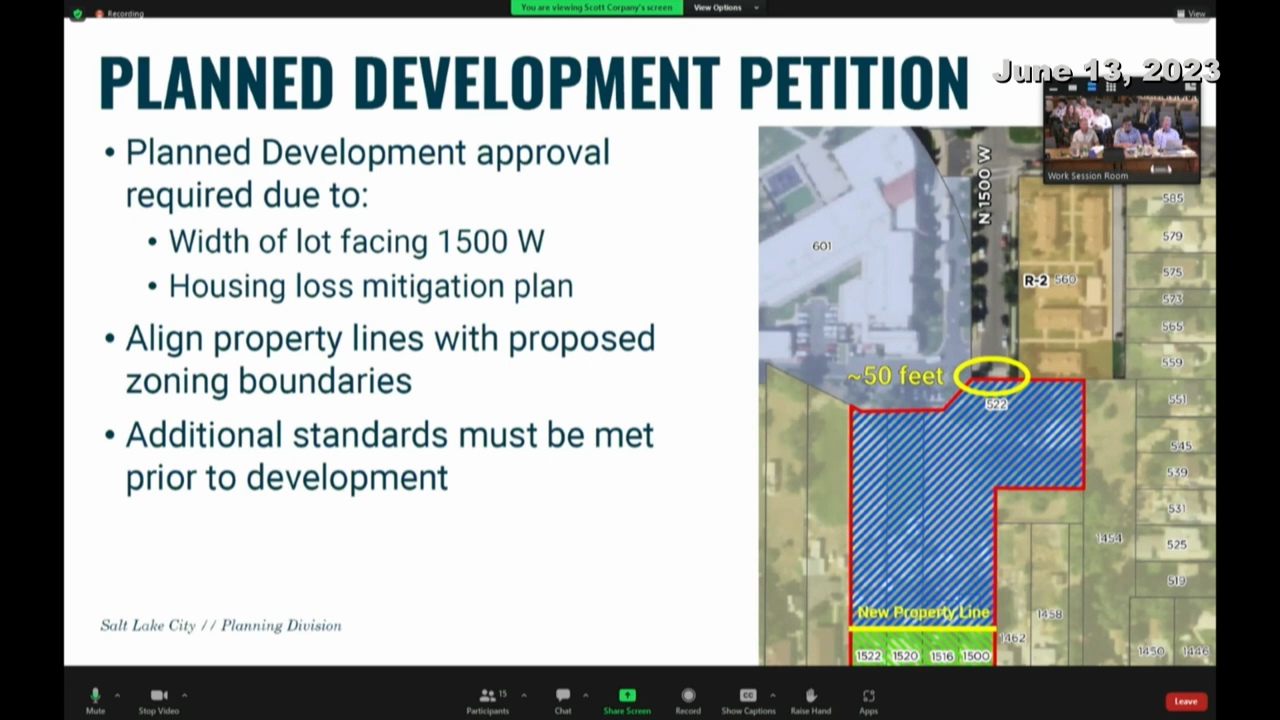 Recording
You are viewing Scott Corpany's screen
View Options
View
PLANNED DEVELOPMENT PETITION
June 13, 2023
Work Session Room
• Planned Development approval
required due to:
• Width of lot facing 1500 W
• Housing loss mitigation plan
• Align property lines with proposed
zoning boundaries
• Additional standards must be met
prior to development
Salt Lake City // Planning Division
N 1500 W
601
R-2 560
585
579
575
573
565
559
~50 feet
522
551
545
539
531
525
519
1454
1458
1462
New Property Line
1522 1520 1516 1500
1450 1446
Mute
Stop Video
Participants
15
Chat
Share Screen
Record
CC
Show Captions
Raise Hand
Apps
Leave